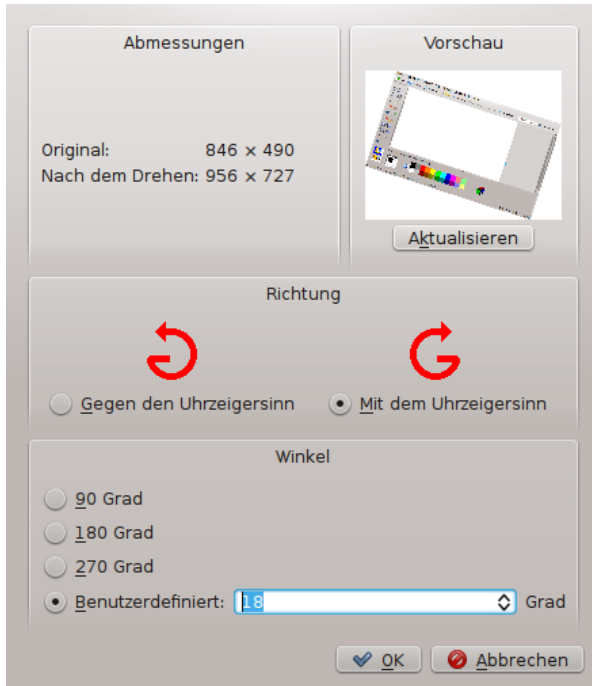 Abmessungen
Original: 846 × 490
Nach dem Drehen: 956 × 727
Vorschau
Aktualisieren
Richtung
Gegen den Uhrzeigersinn
Mit dem Uhrzeigersinn
Winkel
90 Grad
180 Grad
270 Grad
Benutzerdefiniert: 18 Grad
OK
Abbrechen